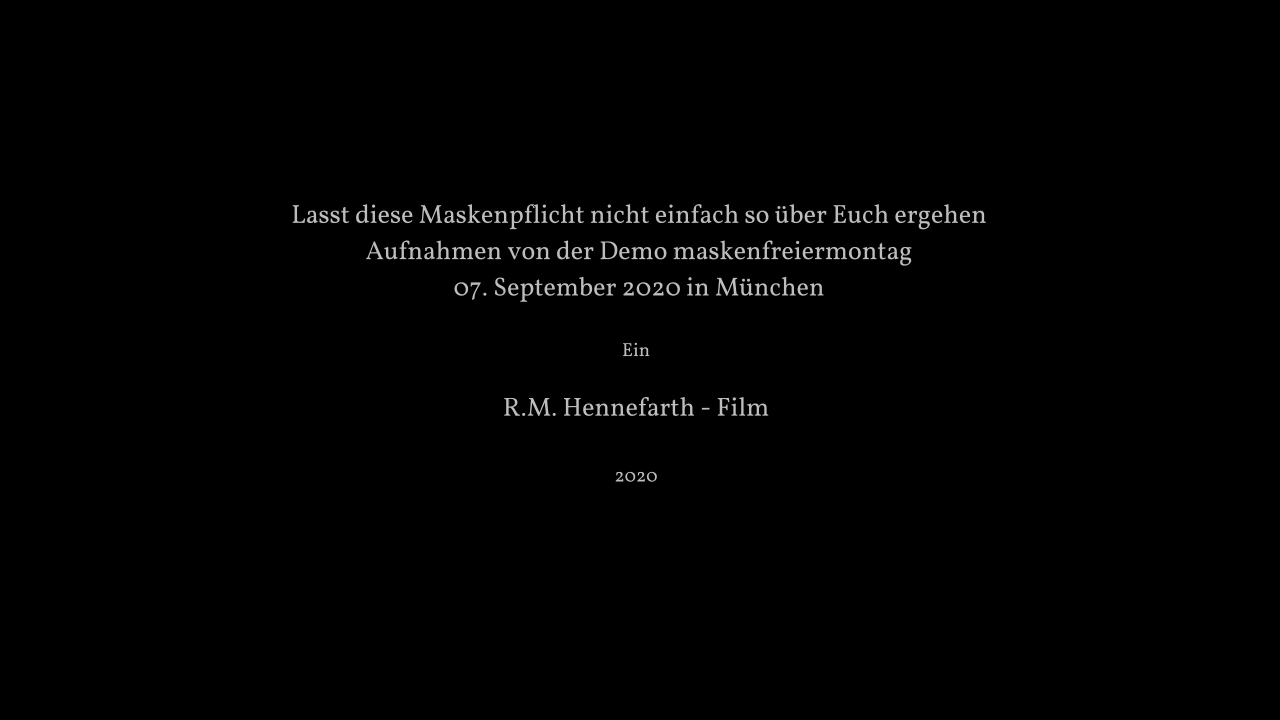 Lasst diese Maskenpflicht nicht einfach so über Euch ergehen
Aufnahmen von der Demo maskenfreiermontag
07. September 2020 in München
Ein
R.M. Hennefarth - Film
2020